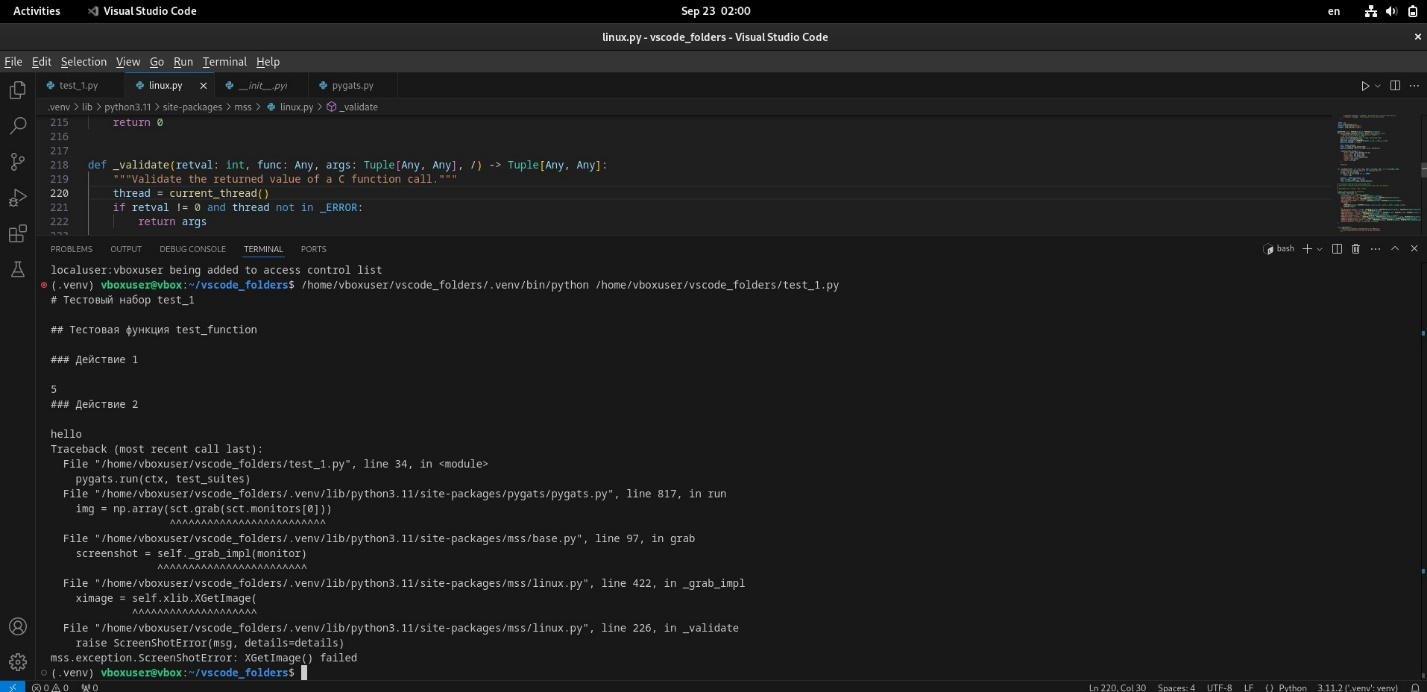 Activities Visual Studio Code Sep 23 02:00 en
linux.py - vscode_folders - Visual Studio Code
File Edit Selection View Go Run Terminal Help
test_1.py linux.py __init__.pyi pygats.py
.venv > lib > python3.11 > site-packages > mss > linux.py > _validate
215 return 0
216
217
218 def _validate(retval: int, func: Any, args: Tuple[Any, Any], /) -> Tuple[Any, Any]:
219 """Validate the returned value of a C function call."""
220 thread = current_thread()
221 if retval != 0 and thread not in _ERROR:
222 return args
PROBLEMS OUTPUT DEBUG CONSOLE TERMINAL PORTS bash
localuser:vboxuser being added to access control list
(.venv) vboxuser@vbox:~/vscode_folders$ /home/vboxuser/vscode_folders/.venv/bin/python /home/vboxuser/vscode_folders/test_1.py
# Тестовый набор test_1
## Тестовая функция test_function
### Действие 1
5
### Действие 2
hello
Traceback (most recent call last):
File "/home/vboxuser/vscode_folders/test_1.py", line 34, in <module>
pygats.run(ctx, test_suites)
File "/home/vboxuser/vscode_folders/.venv/lib/python3.11/site-packages/pygats/pygats.py", line 817, in run
img = np.array(sct.grab(sct.monitors[0]))
^^^^^^^^^^^^^^^^^^^^^^^^^
File "/home/vboxuser/vscode_folders/.venv/lib/python3.11/site-packages/mss/base.py", line 97, in grab
screenshot = self._grab_impl(monitor)
^^^^^^^^^^^^^^^^^^^^^^^^
File "/home/vboxuser/vscode_folders/.venv/lib/python3.11/site-packages/mss/linux.py", line 422, in _grab_impl
ximage = self.xlib.XGetImage(
^^^^^^^^^^^^^^^^^^^^
File "/home/vboxuser/vscode_folders/.venv/lib/python3.11/site-packages/mss/linux.py", line 226, in _validate
raise ScreenShotError(msg, details=details)
mss.exception.ScreenShotError: XGetImage() failed
(.venv) vboxuser@vbox:~/vscode_folders$
0 0 0 Ln 220, Col 30 Spaces: 4 UTF-8 LF Python 3.11.2 ('.venv': venv)